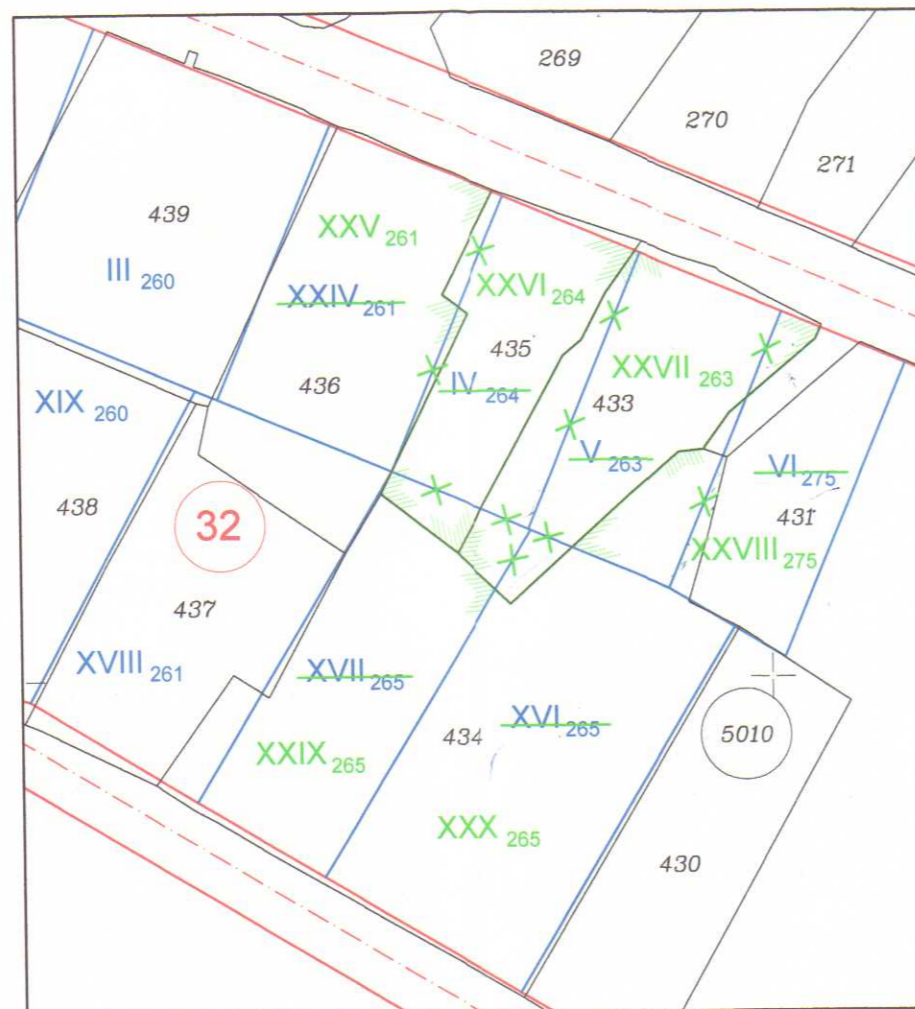 269
270
271
439
III 260
XXV 261
XXIV 261
436
XXVI 264
435
IV 264
XXVII 263
433
V 263
VI 275
431
XXVIII 275
XIX 260
438
32
437
XVIII 261
XVII 265
XXIX 265
434
XVI 265
XXX 265
5010
430